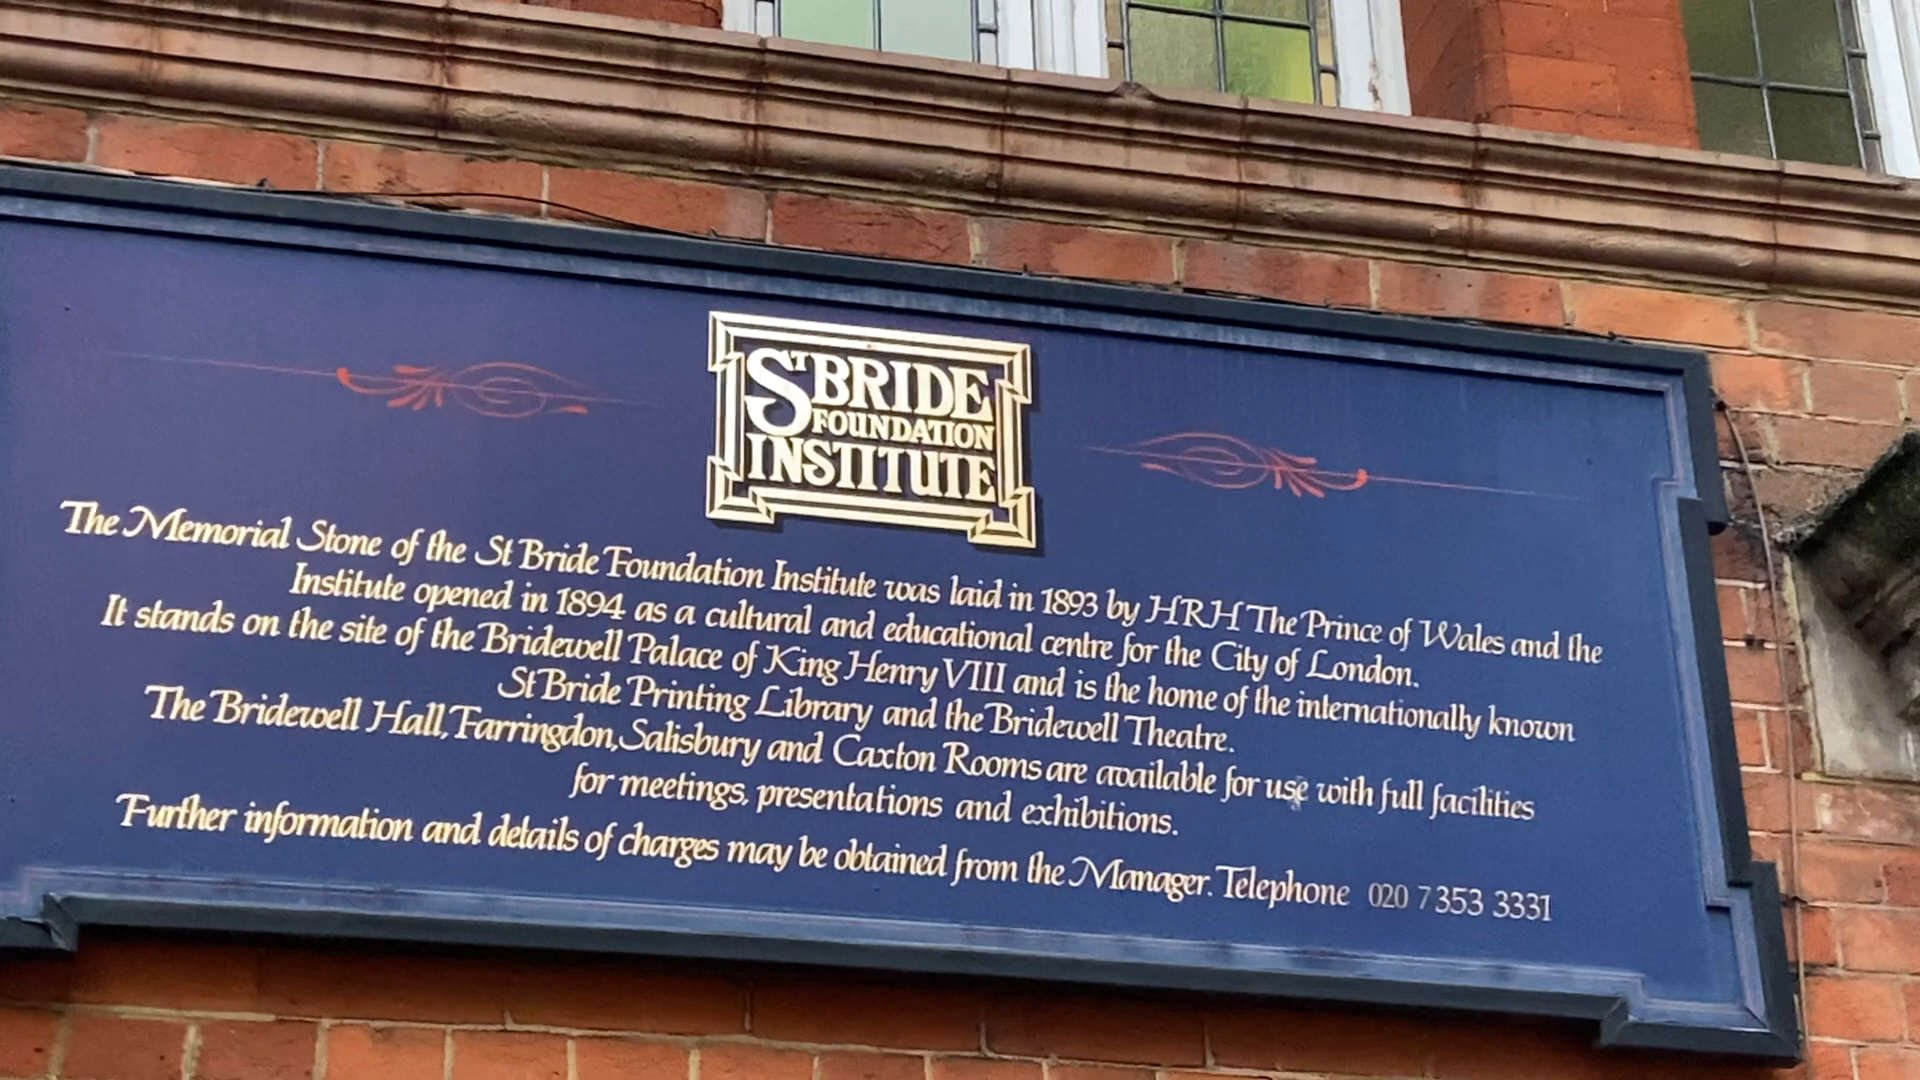 ST BRIDE
FOUNDATION
INSTITUTE
The Memorial Stone of the St Bride Foundation Institute was laid in 1893 by HRH The Prince of Wales and the
Institute opened in 1894 as a cultural and educational centre for the City of London.
It stands on the site of the Bridewell Palace of King Henry VIII and is the home of the internationally known
St Bride Printing Library and the Bridewell Theatre.
The Bridewell Hall, Farringdon, Salisbury and Caxton Rooms are available for use with full facilities
for meetings, presentations and exhibitions.
Further information and details of charges may be obtained from the Manager. Telephone 020 7353 3331